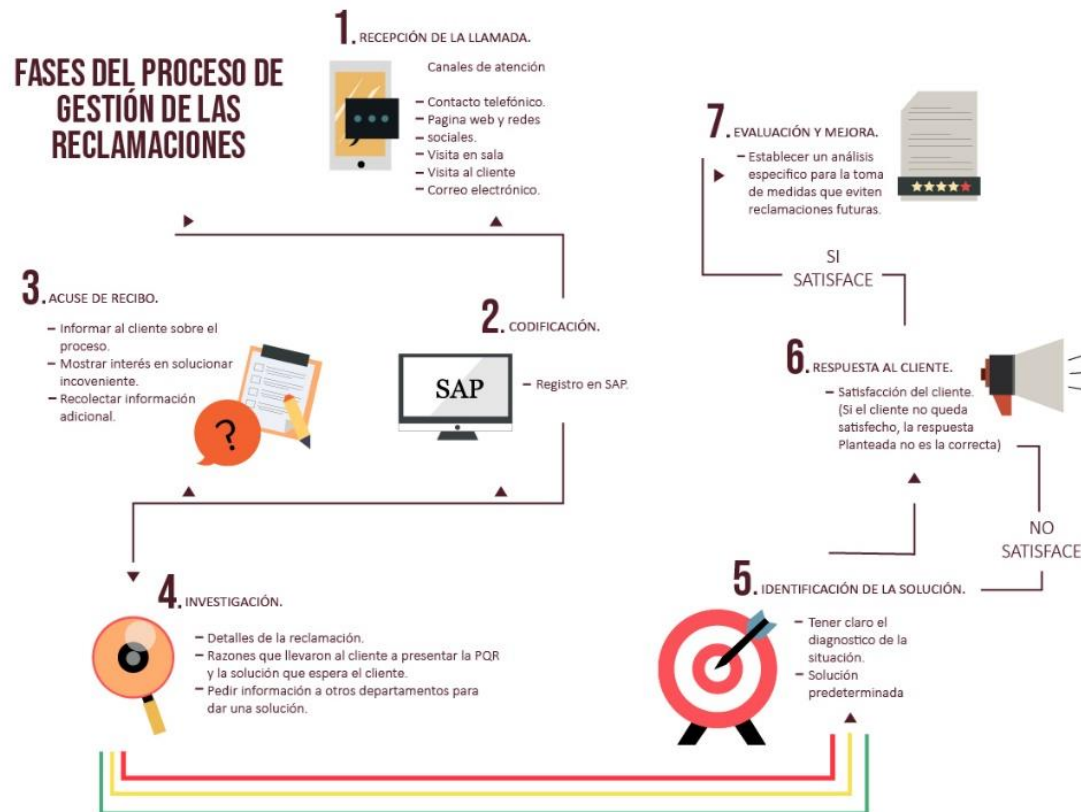 FASES DEL PROCESO DE
GESTIÓN DE LAS
RECLAMACIONES
1. RECEPCIÓN DE LA LLAMADA.
Canales de atención
– Contacto telefónico.
– Pagina web y redes
– sociales.
– Visita en sala
– Visita al cliente
– Correo electrónico.
2. CODIFICACIÓN.
SAP
– Registro en SAP.
3. ACUSE DE RECIBO.
– Informar al cliente sobre el
proceso.
– Mostrar interés en solucionar
incoveniente.
– Recolectar información
adicional.
?
4. INVESTIGACIÓN.
– Detalles de la reclamación.
– Razones que llevaron al cliente a presentar la PQR
y la solución que espera el cliente.
– Pedir información a otros departamentos para
dar una solución.
5. IDENTIFICACIÓN DE LA SOLUCIÓN.
– Tener claro el
diagnostico de la
situación.
– Solución
predeterminada
6. RESPUESTA AL CLIENTE.
– Satisfacción del cliente.
(Si el cliente no queda
satisfecho, la respuesta
Planteada no es la correcta)
NO
SATISFACE
SI
SATISFACE
7. EVALUACIÓN Y MEJORA.
– Establecer un análisis
especifico para la toma
de medidas que eviten
reclamaciones futuras.